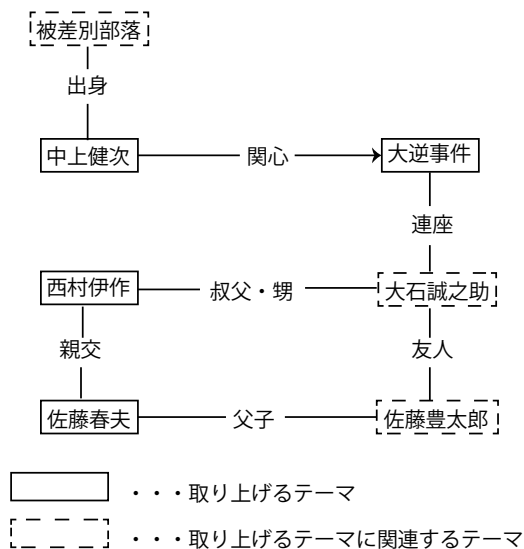 被差別部落
出身
中上健次
関心
大逆事件
連座
西村伊作
叔父・甥
大石誠之助
親交
友人
佐藤春夫
父子
佐藤豊太郎
・・・取り上げるテーマ
・・・取り上げるテーマに関連するテーマ